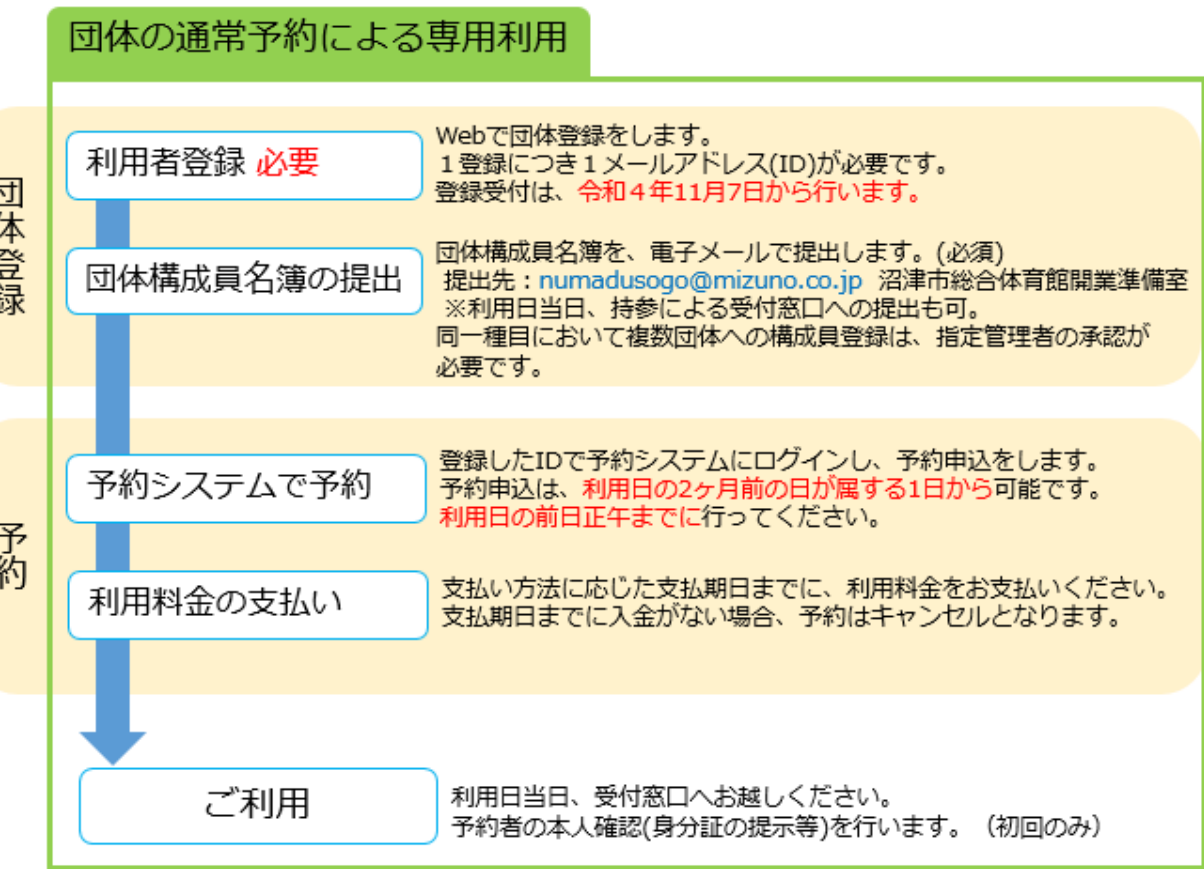 団体の通常予約による専用利用
団体登録
利用者登録 必要
Webで団体登録をします。
１登録につき１メールアドレス(ID)が必要です。
登録受付は、令和４年11月7日から行います。
団体構成員名簿の提出
団体構成員名簿を、電子メールで提出します。(必須)
提出先：numadusogo@mizuno.co.jp 沼津市総合体育館開業準備室
※利用日当日、持参による受付窓口への提出も可。
同一種目において複数団体への構成員登録は、指定管理者の承認が
必要です。
予約
予約システムで予約
登録したIDで予約システムにログインし、予約申込をします。
予約申込は、利用日の2ヶ月前の日が属する1日から可能です。
利用日の前日正午までに行ってください。
利用料金の支払い
支払い方法に応じた支払期日までに、利用料金をお支払いください。
支払期日までに入金がない場合、予約はキャンセルとなります。
ご利用
利用日当日、受付窓口へお越しください。
予約者の本人確認(身分証の提示等)を行います。（初回のみ）